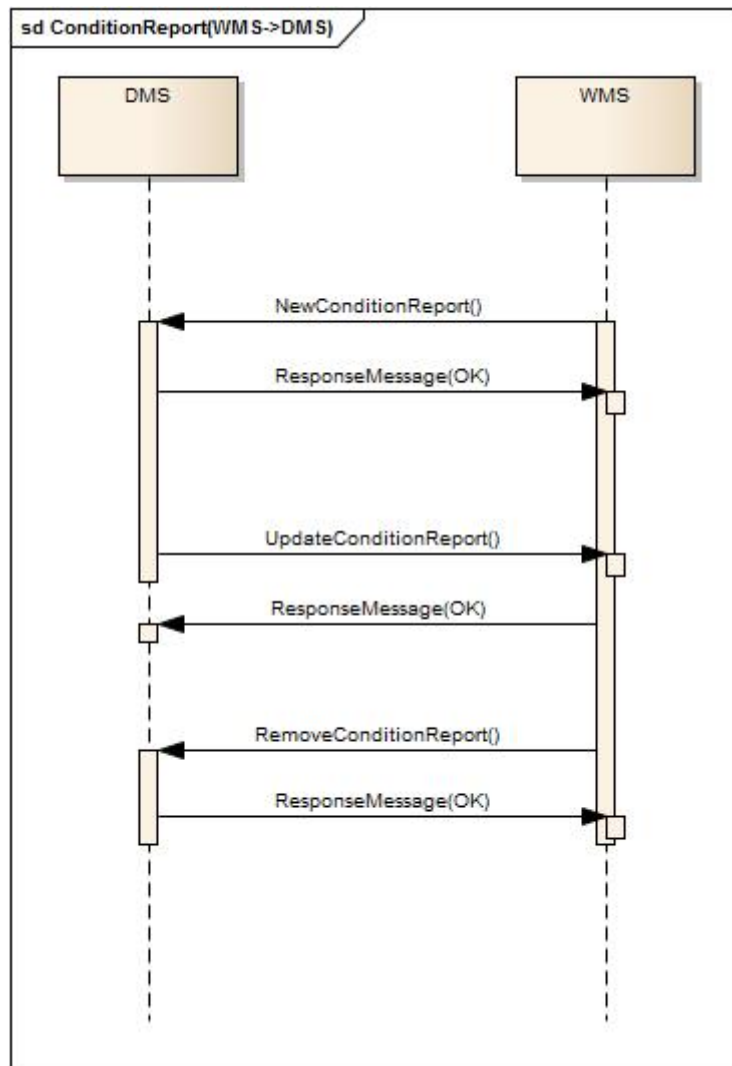 sd ConditionReport(WMS->DMS)
DMS
WMS
NewConditionReport()
ResponseMessage(OK)
UpdateConditionReport()
ResponseMessage(OK)
RemoveConditionReport()
ResponseMessage(OK)